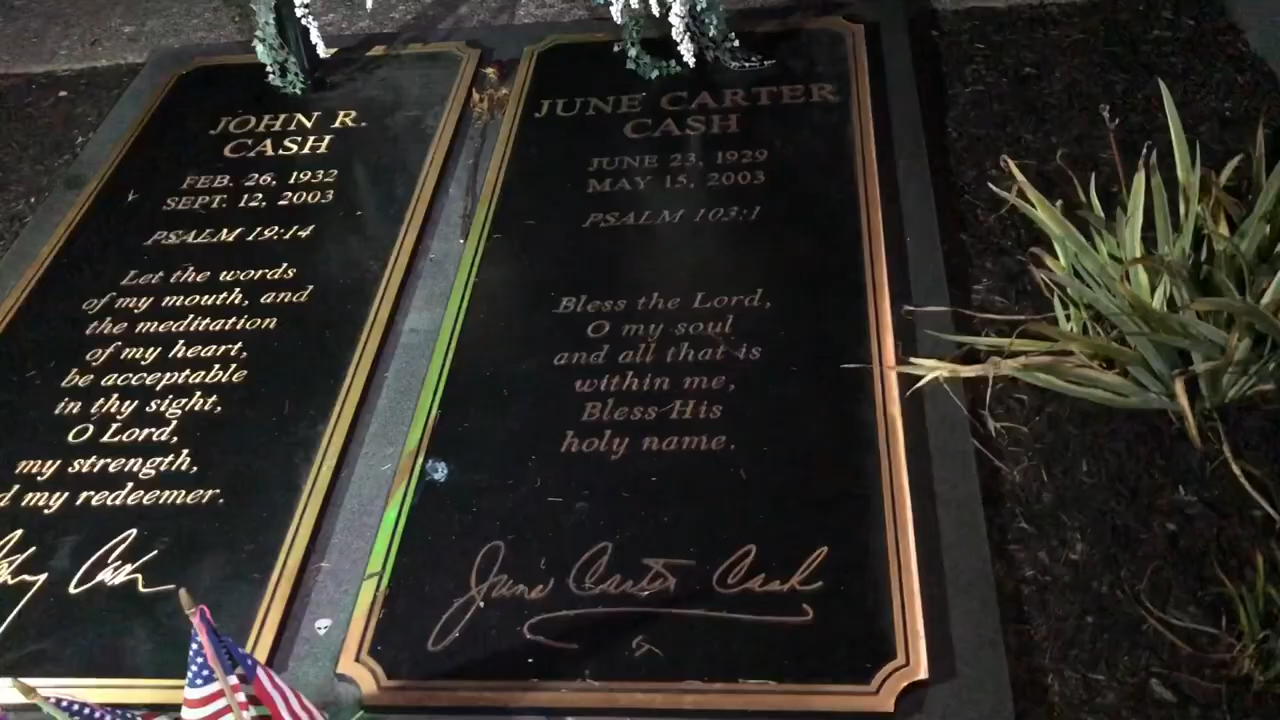 JOHN R.
CASH
FEB. 26, 1932
SEPT. 12, 2003
PSALM 19:14
Let the words
of my mouth, and
the meditation
of my heart,
be acceptable
in thy sight,
O Lord,
my strength,
my redeemer.
Cash
JUNE CARTER
CASH
JUNE 23, 1929
MAY 15, 2003
PSALM 103:1
Bless the Lord,
O my soul
and all that is
within me,
Bless His
holy name.
June Carter Cash